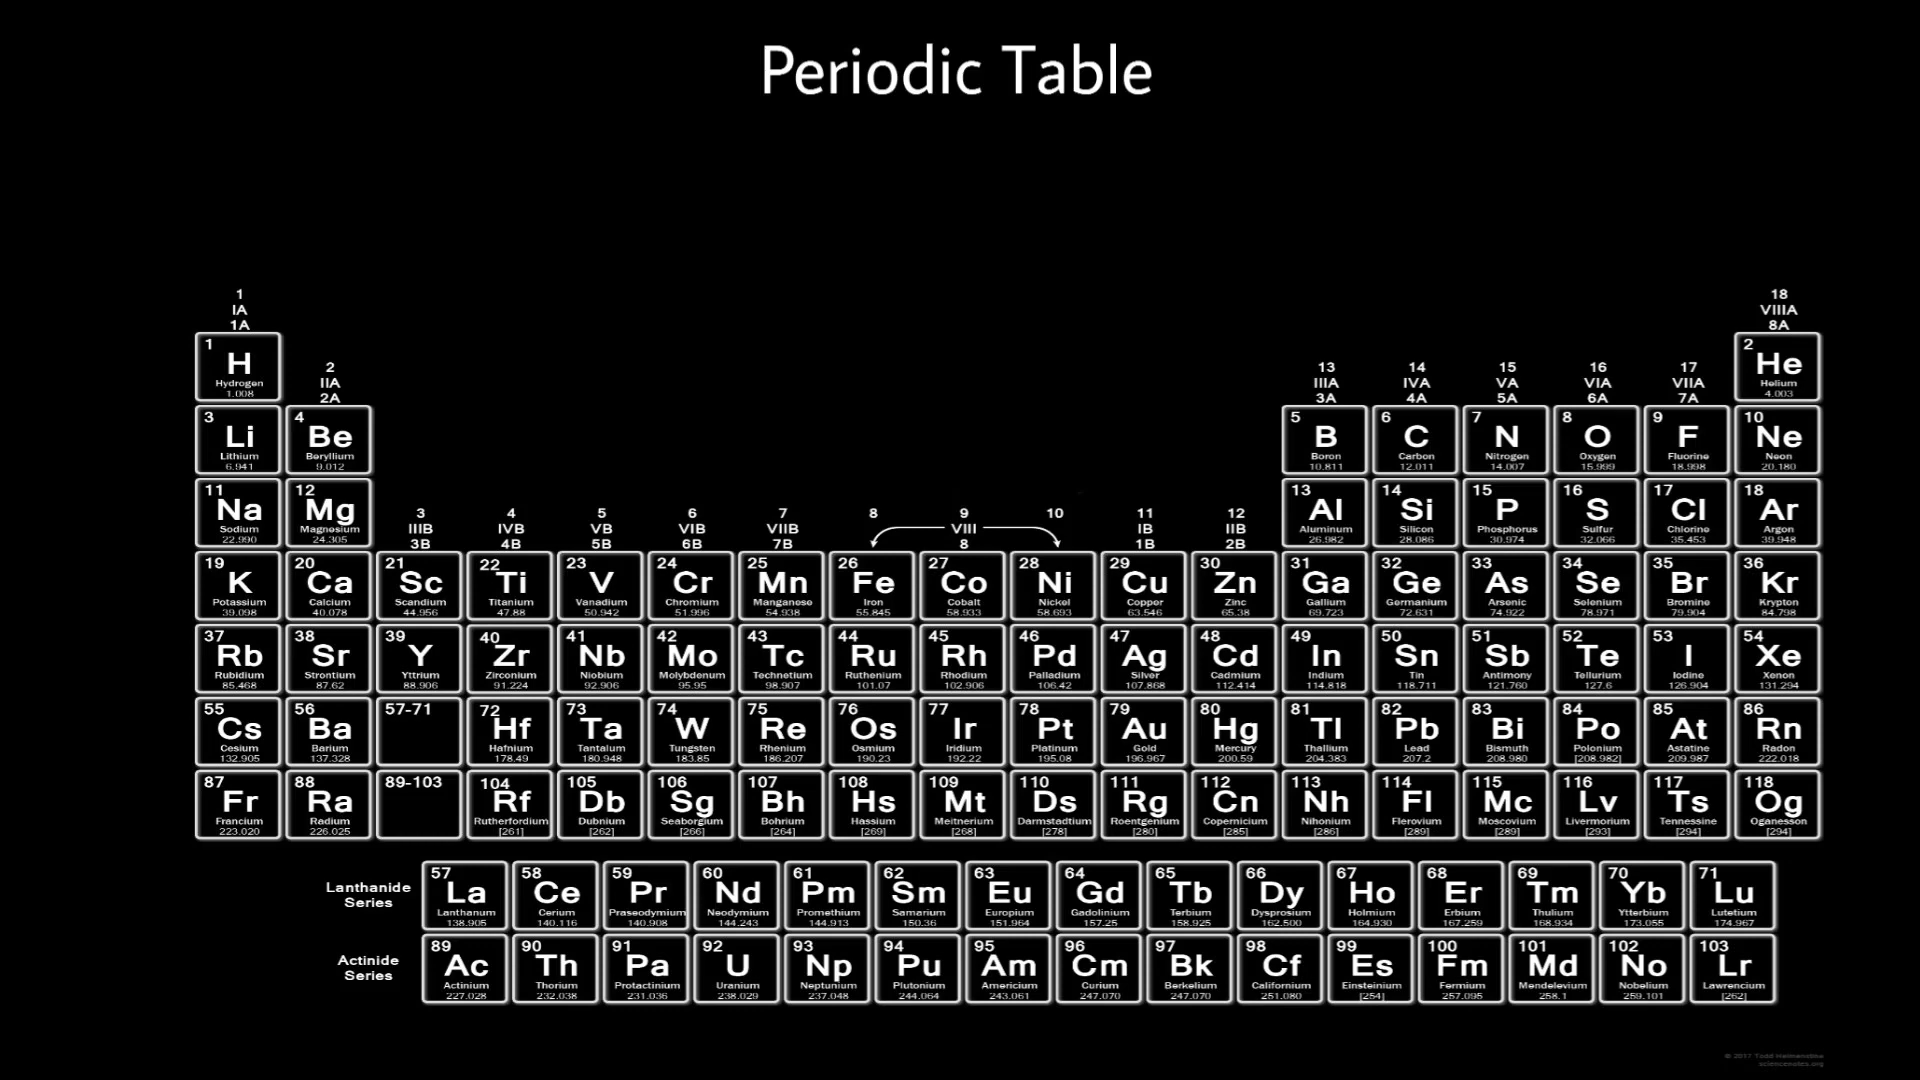 Periodic Table
1
IA
1A
18
VIIIA
8A
1
H
Hydrogen
1.008
2
IIA
2A
13
IIIA
3A
14
IVA
4A
15
VA
5A
16
VIA
6A
17
VIIA
7A
2
He
Helium
4.003
3
Li
Lithium
6.941
4
Be
Beryllium
9.012
5
B
Boron
10.811
6
C
Carbon
12.011
7
N
Nitrogen
14.007
8
O
Oxygen
15.999
9
F
Fluorine
18.998
10
Ne
Neon
20.180
11
Na
Sodium
22.990
12
Mg
Magnesium
24.305
3
IIIB
3B
4
IVB
4B
5
VB
5B
6
VIB
6B
7
VIIB
7B
8
9
10
VIII
8
11
IB
1B
12
IIB
2B
13
Al
Aluminum
26.982
14
Si
Silicon
28.086
15
P
Phosphorus
30.974
16
S
Sulfur
32.066
17
Cl
Chlorine
35.453
18
Ar
Argon
39.948
19
K
Potassium
39.098
20
Ca
Calcium
40.078
21
Sc
Scandium
44.956
22
Ti
Titanium
47.88
23
V
Vanadium
50.942
24
Cr
Chromium
51.996
25
Mn
Manganese
54.938
26
Fe
Iron
55.845
27
Co
Cobalt
58.933
28
Ni
Nickel
58.693
29
Cu
Copper
63.546
30
Zn
Zinc
65.38
31
Ga
Gallium
69.723
32
Ge
Germanium
72.631
33
As
Arsenic
74.922
34
Se
Selenium
78.971
35
Br
Bromine
79.904
36
Kr
Krypton
84.798
37
Rb
Rubidium
85.468
38
Sr
Strontium
87.62
39
Y
Yttrium
88.906
40
Zr
Zirconium
91.224
41
Nb
Niobium
92.906
42
Mo
Molybdenum
95.95
43
Tc
Technetium
98.907
44
Ru
Ruthenium
101.07
45
Rh
Rhodium
102.906
46
Pd
Palladium
106.42
47
Ag
Silver
107.868
48
Cd
Cadmium
112.414
49
In
Indium
114.818
50
Sn
Tin
118.711
51
Sb
Antimony
121.760
52
Te
Tellurium
127.6
53
I
Iodine
126.904
54
Xe
Xenon
131.294
55
Cs
Cesium
132.905
56
Ba
Barium
137.328
57-71
72
Hf
Hafnium
178.49
73
Ta
Tantalum
180.948
74
W
Tungsten
183.85
75
Re
Rhenium
186.207
76
Os
Osmium
190.23
77
Ir
Iridium
192.22
78
Pt
Platinum
195.08
79
Au
Gold
196.967
80
Hg
Mercury
200.59
81
Tl
Thallium
204.383
82
Pb
Lead
207.2
83
Bi
Bismuth
208.980
84
Po
Polonium
[208.982]
85
At
Astatine
209.987
86
Rn
Radon
222.018
87
Fr
Francium
223.020
88
Ra
Radium
226.025
89-103
104
Rf
Rutherfordium
[261]
105
Db
Dubnium
[262]
106
Sg
Seaborgium
[266]
107
Bh
Bohrium
[264]
108
Hs
Hassium
[269]
109
Mt
Meitnerium
[268]
110
Ds
Darmstadtium
[278]
111
Rg
Roentgenium
[280]
112
Cn
Copernicium
[285]
113
Nh
Nihonium
[286]
114
Fl
Flerovium
[289]
115
Mc
Moscovium
[289]
116
Lv
Livermorium
[293]
117
Ts
Tennessine
[294]
118
Og
Oganesson
[294]
Lanthanide
Series
57
La
Lanthanum
138.905
58
Ce
Cerium
140.116
59
Pr
Praseodymium
140.908
60
Nd
Neodymium
144.243
61
Pm
Promethium
144.913
62
Sm
Samarium
150.36
63
Eu
Europium
151.964
64
Gd
Gadolinium
157.25
65
Tb
Terbium
158.925
66
Dy
Dysprosium
162.500
67
Ho
Holmium
164.930
68
Er
Erbium
167.259
69
Tm
Thulium
168.934
70
Yb
Ytterbium
173.055
71
Lu
Lutetium
174.967
Actinide
Series
89
Ac
Actinium
227.028
90
Th
Thorium
232.038
91
Pa
Protactinium
231.036
92
U
Uranium
238.029
93
Np
Neptunium
237.048
94
Pu
Plutonium
244.064
95
Am
Americium
243.061
96
Cm
Curium
247.070
97
Bk
Berkelium
247.070
98
Cf
Californium
251.080
99
Es
Einsteinium
[254]
100
Fm
Fermium
257.095
101
Md
Mendelevium
258.1
102
No
Nobelium
259.101
103
Lr
Lawrencium
[262]
© 2017 Todd Helmenstine
sciencenotes.org